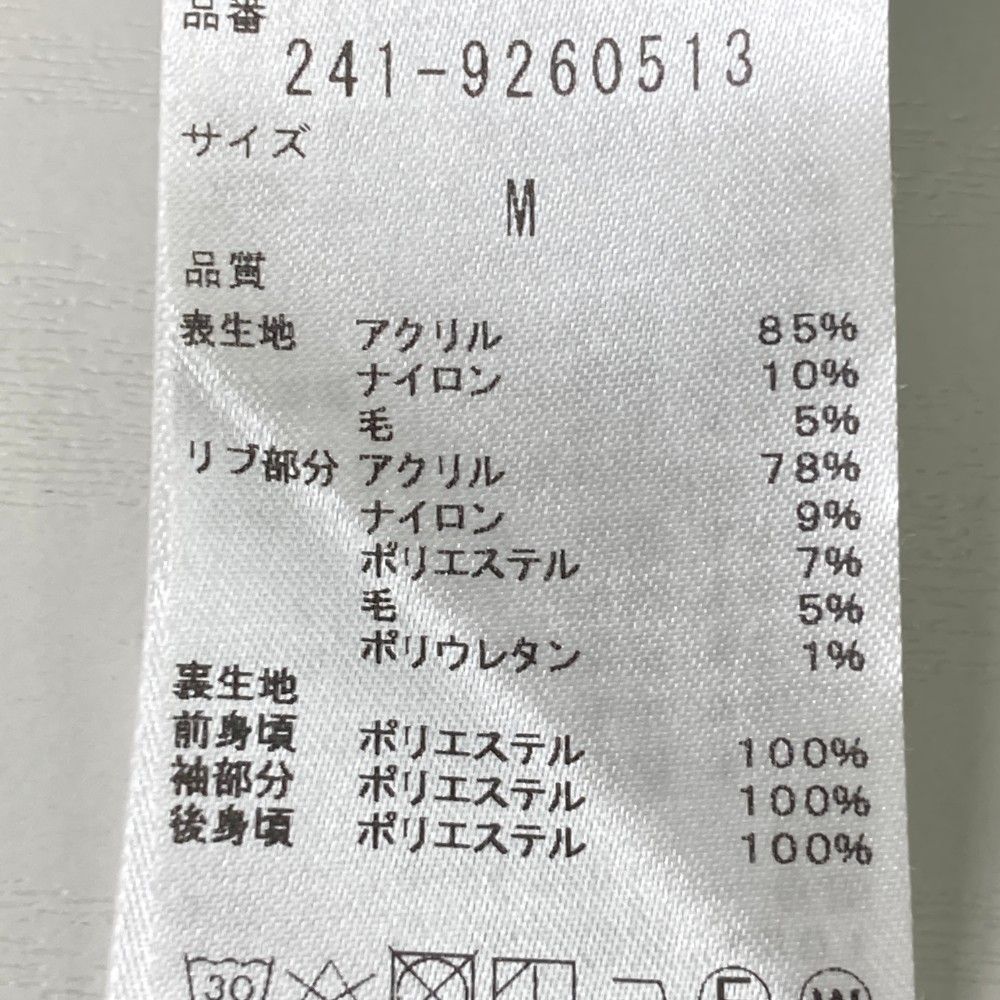 品番
241-9260513
サイズ
M
品質
表生地 アクリル 85%
ナイロン 10%
毛 5%
リブ部分 アクリル 78%
ナイロン 9%
ポリエステル 7%
毛 5%
ポリウレタン 1%
裏生地
前身頃 ポリエステル 100%
袖部分 ポリエステル 100%
後身頃 ポリエステル 100%
30 F W